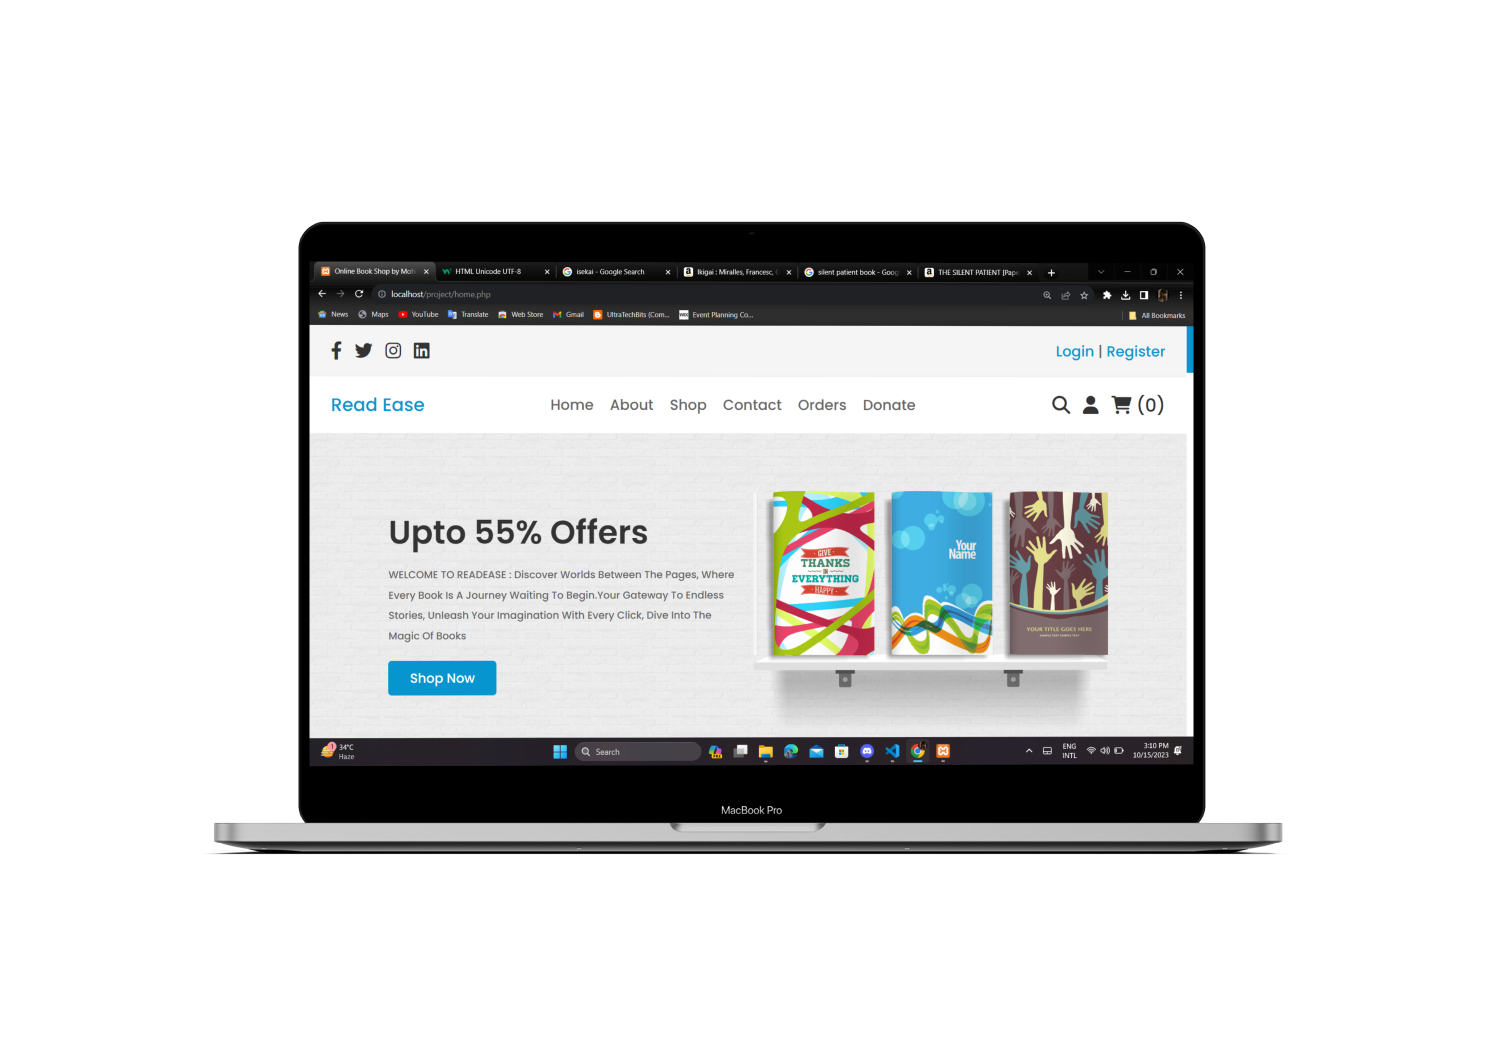 Online Book Shop by Moh
HTML Unicode UTF-8
isekai - Google Search
Ikigai : Miralles, Francesc,
silent patient book - Goog
THE SILENT PATIENT [Pape
localhost/project/home.php
News
Maps
YouTube
Translate
Web Store
Gmail
UltraTechBits (Com...
Event Planning Co...
All Bookmarks
Login | Register
Read Ease
Home
About
Shop
Contact
Orders
Donate
(0)
Upto 55% Offers
WELCOME TO READEASE : Discover Worlds Between The Pages, Where
Every Book Is A Journey Waiting To Begin.Your Gateway To Endless
Stories, Unleash Your Imagination With Every Click, Dive Into The
Magic Of Books
Shop Now
GIVE
THANKS
IN
EVERYTHING
HAPPY
Your
Name
YOUR TITLE GOES HERE
SAMPLE TEXT SAMPLE TEXT
34°C
Haze
Search
ENG
INTL
3:10 PM
10/15/2023
MacBook Pro